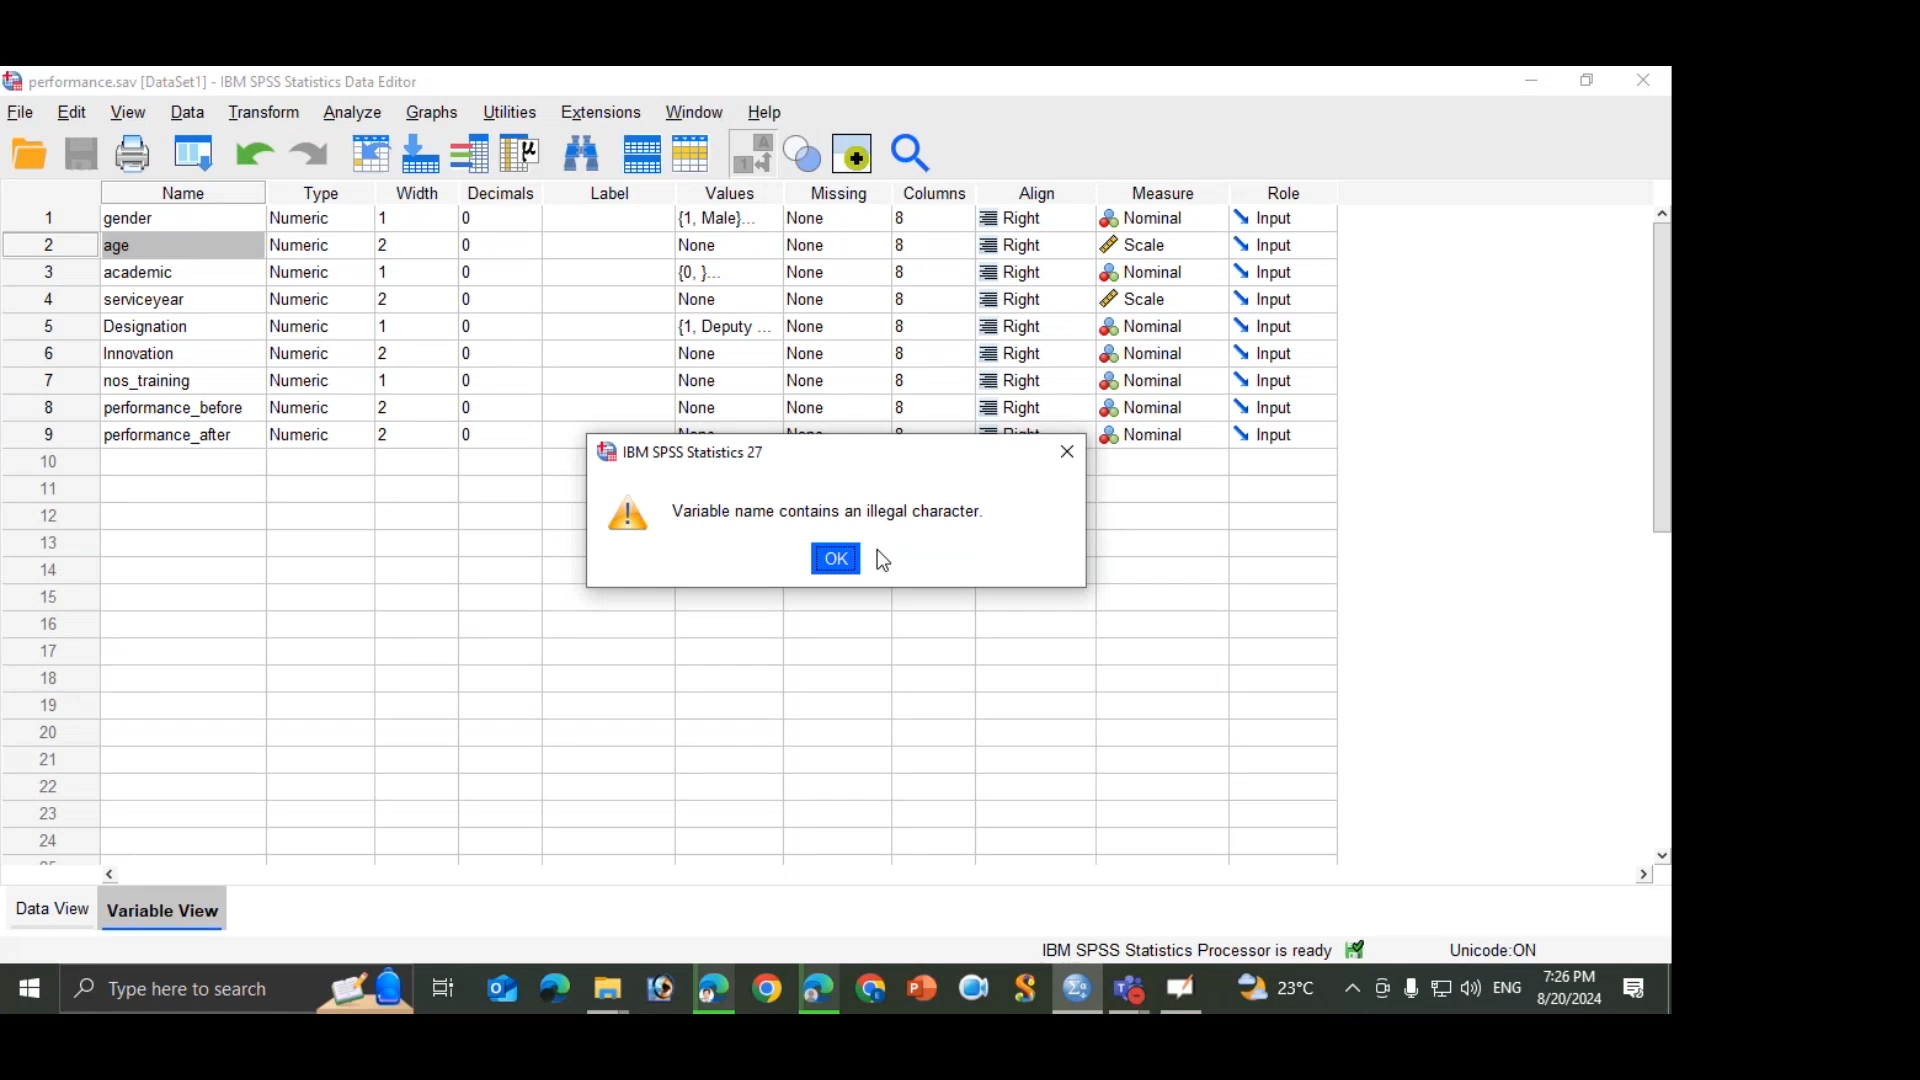 performance.sav [DataSet1] - IBM SPSS Statistics Data Editor
File Edit View Data Transform Analyze Graphs Utilities Extensions Window Help
Name Type Width Decimals Label Values Missing Columns Align Measure Role
1 gender Numeric 1 0 {1, Male}... None 8 Right Nominal Input
2 age Numeric 2 0 None None 8 Right Scale Input
3 academic Numeric 1 0 {0, }... None 8 Right Nominal Input
4 serviceyear Numeric 2 0 None None 8 Right Scale Input
5 Designation Numeric 1 0 {1, Deputy ... None 8 Right Nominal Input
6 Innovation Numeric 2 0 None None 8 Right Nominal Input
7 nos_training Numeric 1 0 None None 8 Right Nominal Input
8 performance_before Numeric 2 0 None None 8 Right Nominal Input
9 performance_after Numeric 2 0 Nominal Input
10
IBM SPSS Statistics 27
11
12
Variable name contains an illegal character.
13
14
OK
15
16
17
18
19
20
21
22
23
24
Data View Variable View
IBM SPSS Statistics Processor is ready Unicode:ON
Type here to search 23°C ENG 7:26 PM
8/20/2024